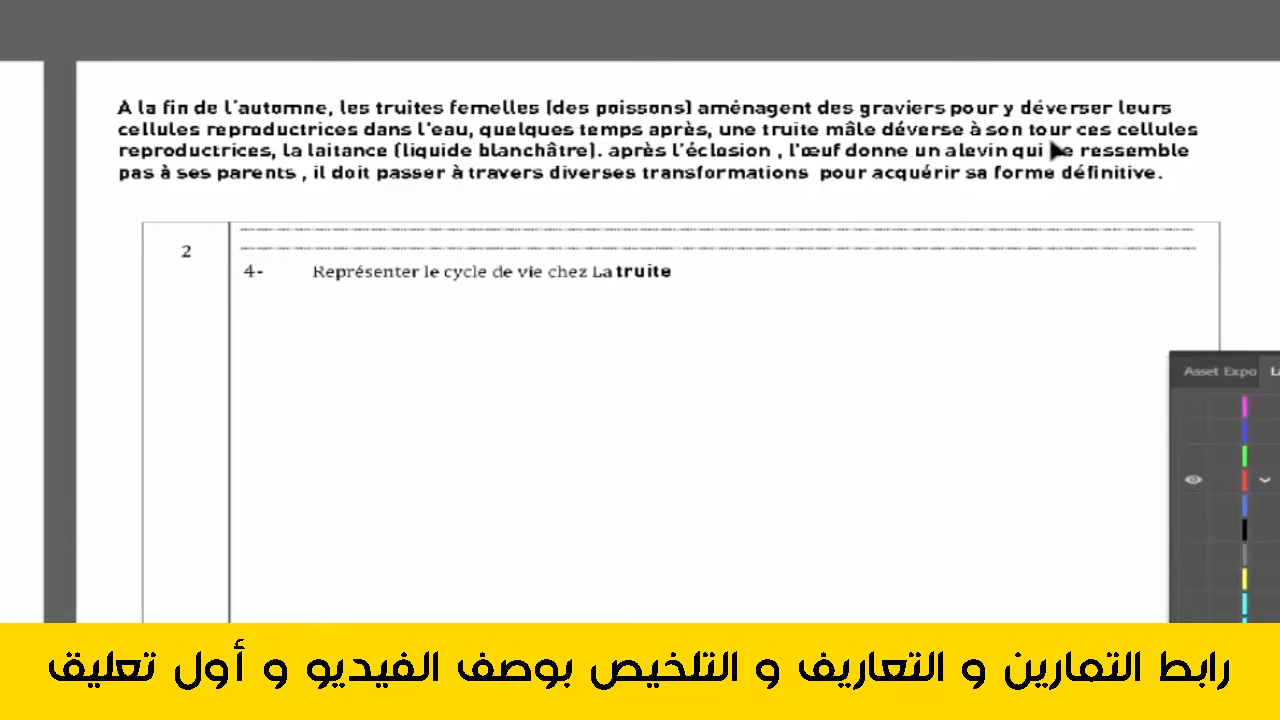 A la fin de l'automne, les truites femelles (des poissons) aménagent des graviers pour y déverser leurs
cellules reproductrices dans l'eau, quelques temps après, une truite mâle déverse à son tour ces cellules
reproductrices, la laitance (liquide blanchâtre). après l'éclosion , l'œuf donne un alevin qui ressemble
pas à ses parents , il doit passer à travers diverses transformations pour acquérir sa forme définitive.
2
4- Représenter le cycle de vie chez La truite
Asset Expo
رابط التمارين و التعاريف و التلخيص بوصف الفيديو و أول تعليق